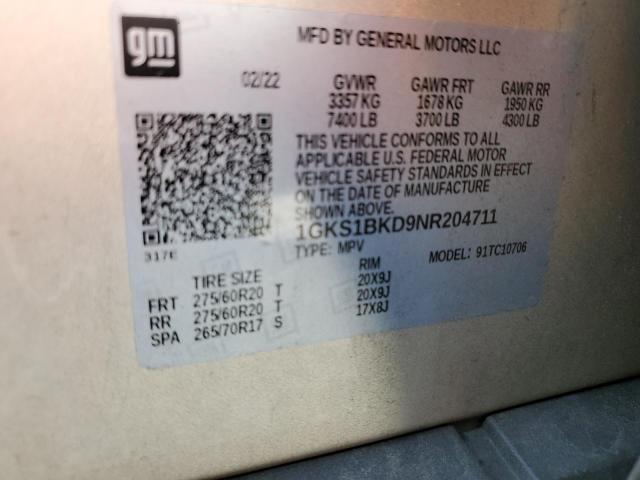 gm
MFD BY GENERAL MOTORS LLC
02/22 GVWR GAWR FRT GAWR RR
3357 KG 1678 KG 1950 KG
7400 LB 3700 LB 4300 LB
THIS VEHICLE CONFORMS TO ALL
APPLICABLE U.S. FEDERAL MOTOR
VEHICLE SAFETY STANDARDS IN EFFECT
ON THE DATE OF MANUFACTURE
SHOWN ABOVE.
1GKS1BKD9NR204711
317E TYPE: MPV MODEL: 91TC10706
TIRE SIZE RIM
FRT 275/60R20 T 20X9J
RR 275/60R20 T 20X9J
SPA 265/70R17 S 17X8J